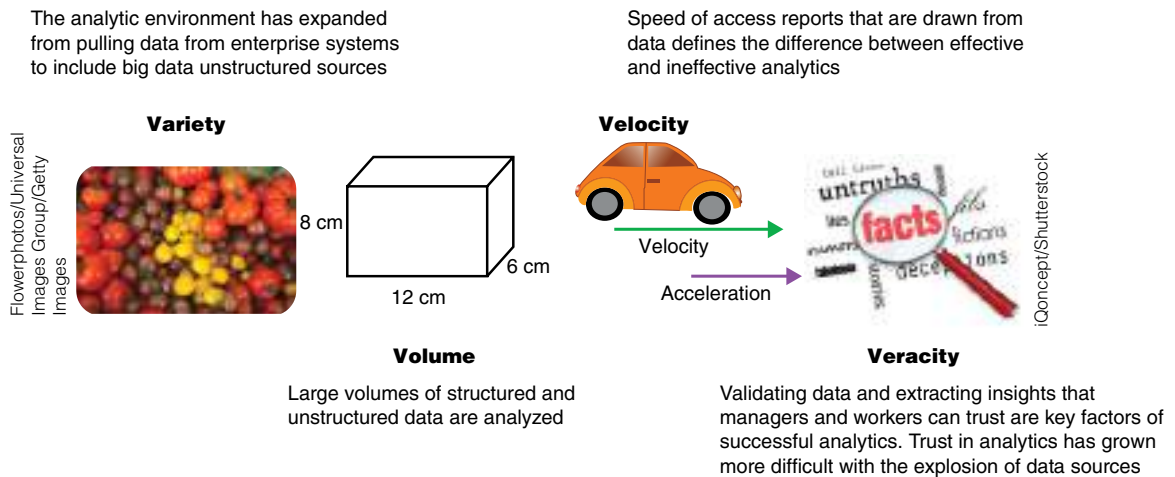 The analytic environment has expanded
from pulling data from enterprise systems
to include big data unstructured sources
Speed of access reports that are drawn from
data defines the difference between effective
and ineffective analytics
Variety
Velocity
Flowerphotos/Universal
Images Group/Getty
Images
8 cm
6 cm
12 cm
Velocity
Acceleration
untruths
lies
facts
fictions
deceptions
iQoncept/Shutterstock
Volume
Large volumes of structured and
unstructured data are analyzed
Veracity
Validating data and extracting insights that
managers and workers can trust are key factors of
successful analytics. Trust in analytics has grown
more difficult with the explosion of data sources